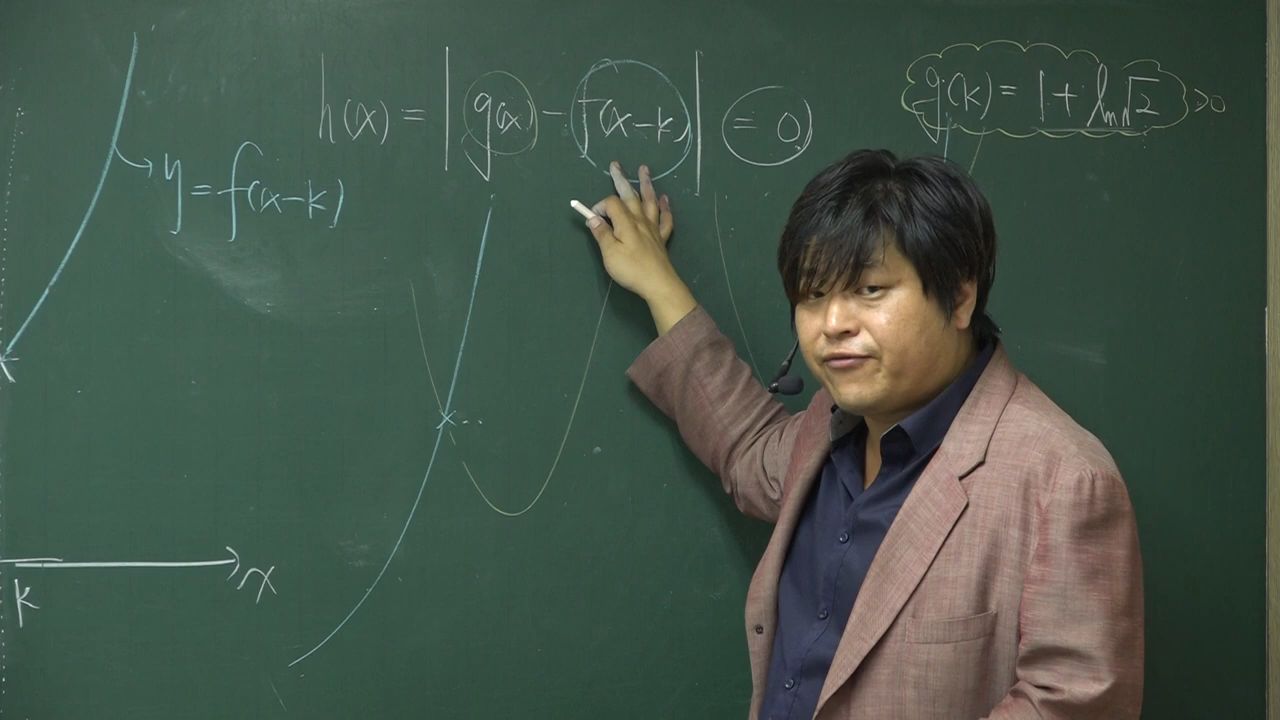 h(x) = | g(x) - f(x-k) | = 0
g(k) = 1 + ln√2 > 0
y = f(x-k)
x
k